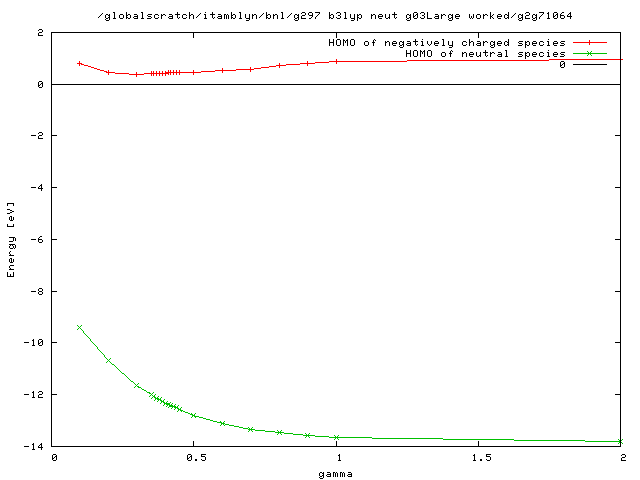 /globalscratch/itamblyn/bnl/g297 b3lyp neut g03Large worked/g2g71064
HOMO of negatively charged species
HOMO of neutral species
0
2
0
-2
-4
-6
-8
-10
-12
-14
Energy [eV]
0 0.5 1 1.5 2
gamma